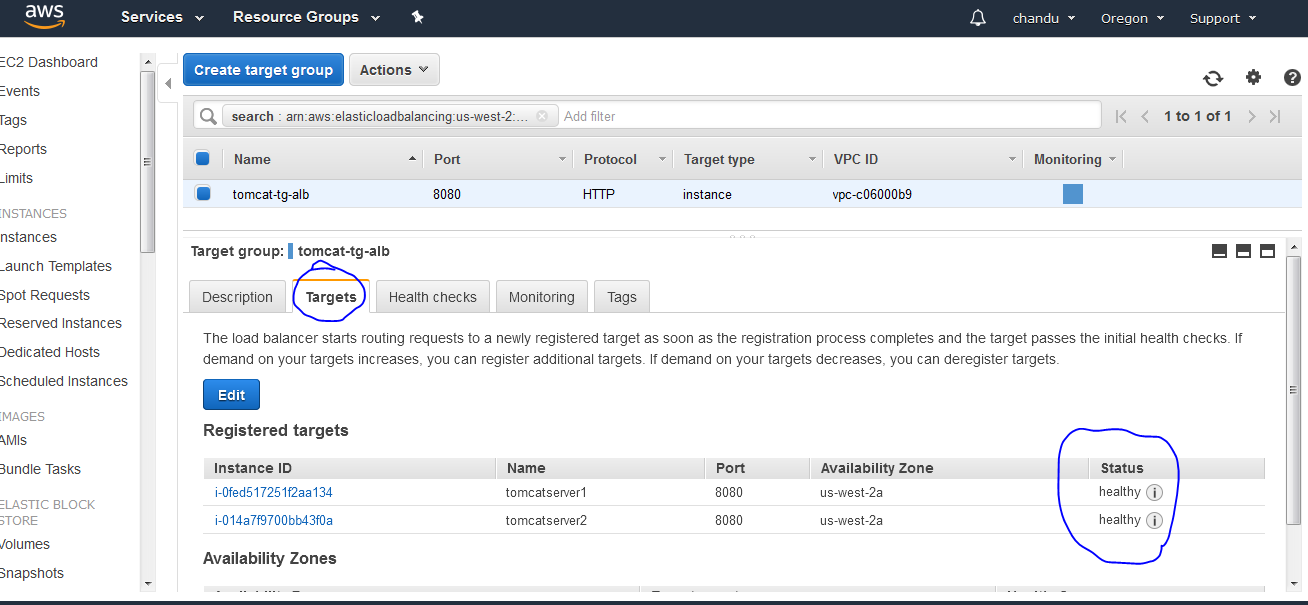 aws Services Resource Groups chandu Oregon Support
EC2 Dashboard
Events
Tags
Reports
Limits
INSTANCES
Instances
Launch Templates
Spot Requests
Reserved Instances
Dedicated Hosts
Scheduled Instances
IMAGES
AMIs
Bundle Tasks
ELASTIC BLOCK
STORE
Volumes
Snapshots
Create target group Actions
search : arn:aws:elasticloadbalancing:us-west-2:... Add filter 1 to 1 of 1
Name Port Protocol Target type VPC ID Monitoring
tomcat-tg-alb 8080 HTTP instance vpc-c06000b9
Target group: tomcat-tg-alb
Description Targets Health checks Monitoring Tags
The load balancer starts routing requests to a newly registered target as soon as the registration process completes and the target passes the initial health checks. If
demand on your targets increases, you can register additional targets. If demand on your targets decreases, you can deregister targets.
Edit
Registered targets
Instance ID Name Port Availability Zone Status
i-0fed517251f2aa134 tomcatserver1 8080 us-west-2a healthy
i-014a7f9700bb43f0a tomcatserver2 8080 us-west-2a healthy
Availability Zones